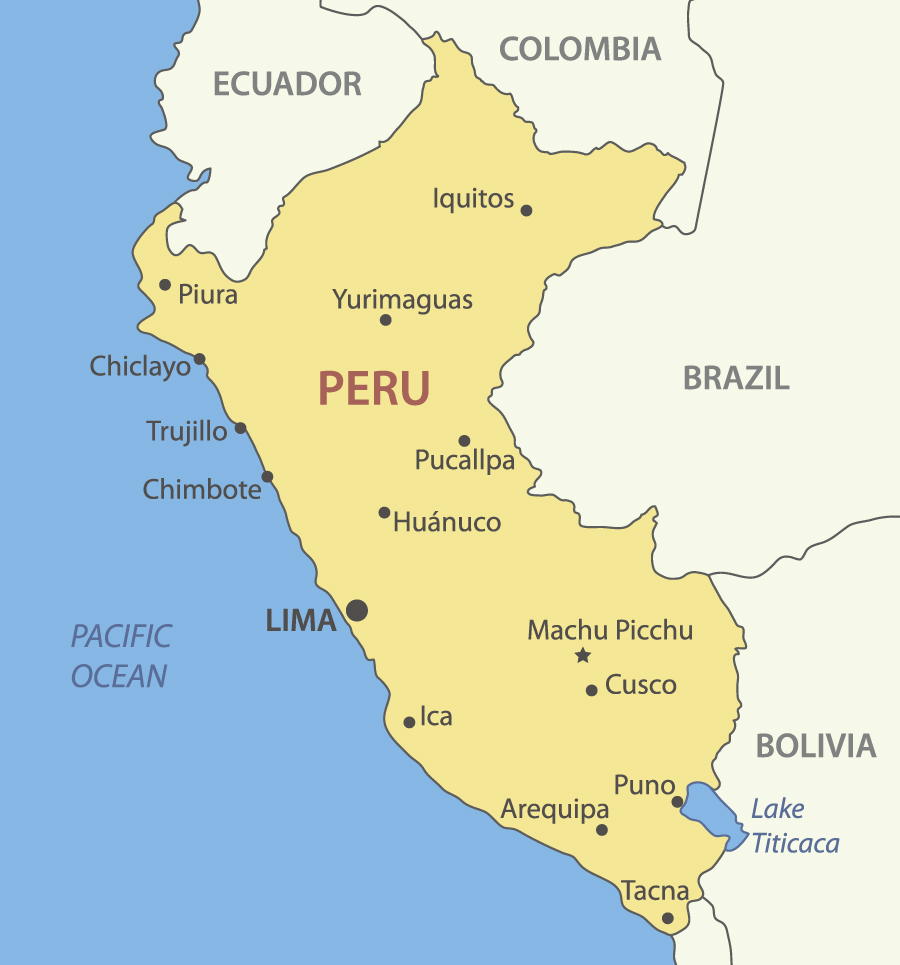 COLOMBIA
ECUADOR
Iquitos
Piura
Yurimaguas
Chiclayo
PERU
BRAZIL
Trujillo
Pucallpa
Chimbote
Huánuco
LIMA
Machu Picchu
PACIFIC
OCEAN
Cusco
Ica
BOLIVIA
Puno
Arequipa
Lake
Titicaca
Tacna